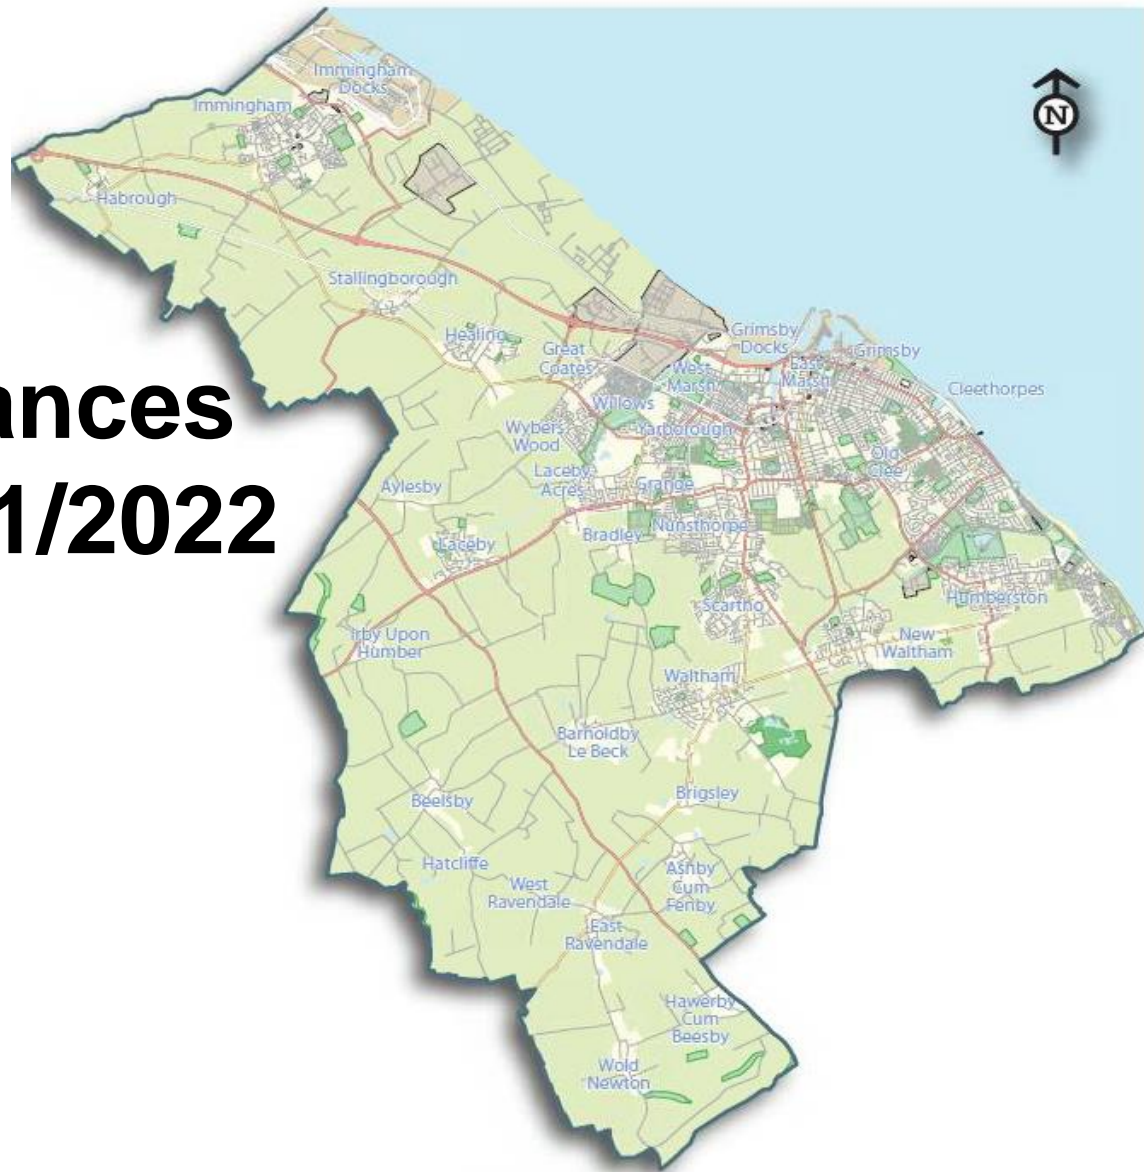 Immingham
Docks
Immingham
N
Habrough
Stallingborough
Healing
Great
Coates
Grimsby
Docks
Grimsby
West
Marsh
East
Marsh
Cleethorpes
Willows
ances
Wybers
Wood
Yarborough
Old
Clee
Laceby
Acres
Grange
Aylesby
1/2022
Nunsthorpe
Bradley
Laceby
Humberston
Scartho
Irby Upon
Humber
New
Waltham
Waltham
Barnoldby
Le Beck
Beelsby
Brigsley
Hatcliffe
Ashby
Cum
Fenby
West
Ravendale
East
Ravendale
Hawerby
Cum
Beesby
Wold
Newton